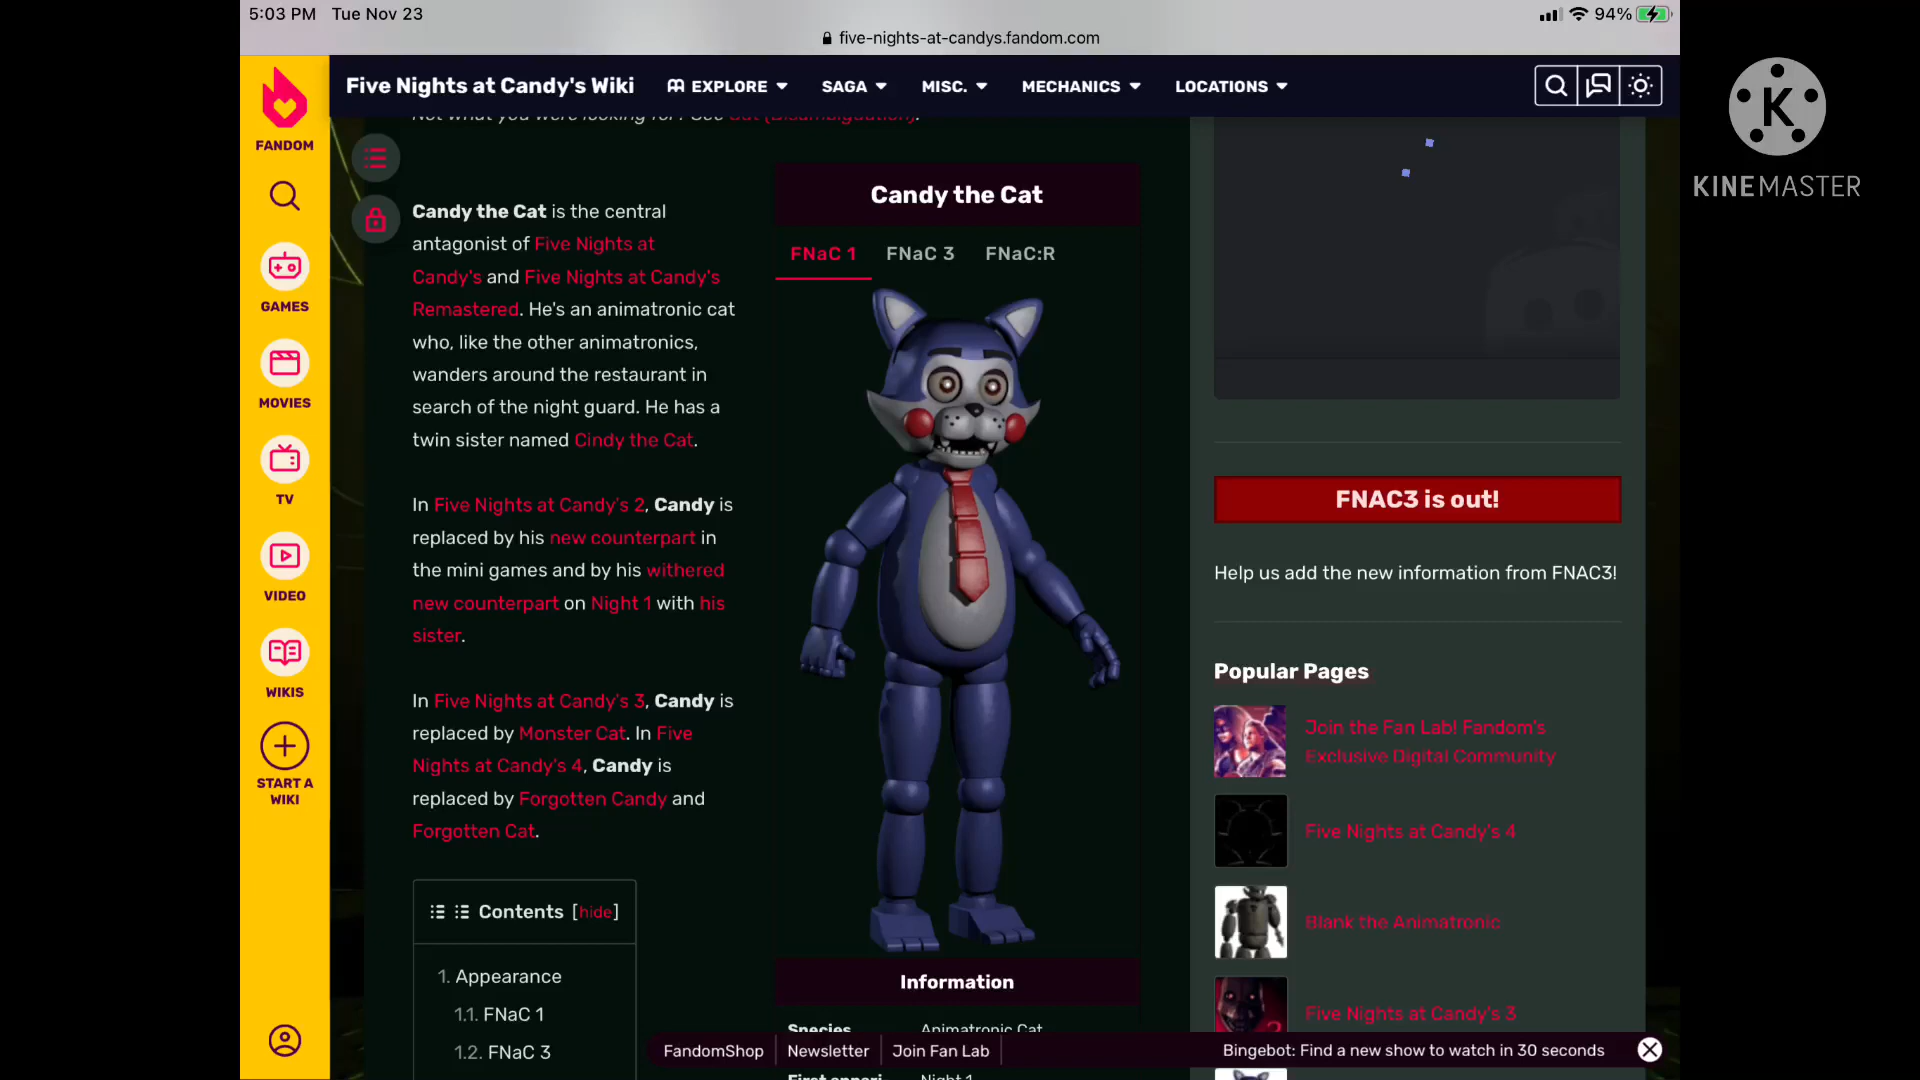 5:03 PM Tue Nov 23
94%
five-nights-at-candys.fandom.com
FANDOM
GAMES
MOVIES
TV
VIDEO
WIKIS
START A
WIKI
Five Nights at Candy's Wiki
EXPLORE
SAGA
MISC.
MECHANICS
LOCATIONS
K
KINEMASTER
Not what you were looking for? See Cat (Disambiguation).
Candy the Cat is the central
antagonist of Five Nights at
Candy's and Five Nights at Candy's
Remastered. He's an animatronic cat
who, like the other animatronics,
wanders around the restaurant in
search of the night guard. He has a
twin sister named Cindy the Cat.
In Five Nights at Candy's 2, Candy is
replaced by his new counterpart in
the mini games and by his withered
new counterpart on Night 1 with his
sister.
In Five Nights at Candy's 3, Candy is
replaced by Monster Cat. In Five
Nights at Candy's 4, Candy is
replaced by Forgotten Candy and
Forgotten Cat.
Contents [hide]
1. Appearance
1.1. FNaC 1
1.2. FNaC 3
Candy the Cat
FNaC 1
FNaC 3
FNaC:R
Information
Species
Animatronic Cat
Night 1
FNAC3 is out!
Help us add the new information from FNAC3!
Popular Pages
Join the Fan Lab! Fandom's
Exclusive Digital Community
Five Nights at Candy's 4
Blank the Animatronic
Five Nights at Candy's 3
FandomShop
Newsletter
Join Fan Lab
Bingebot: Find a new show to watch in 30 seconds